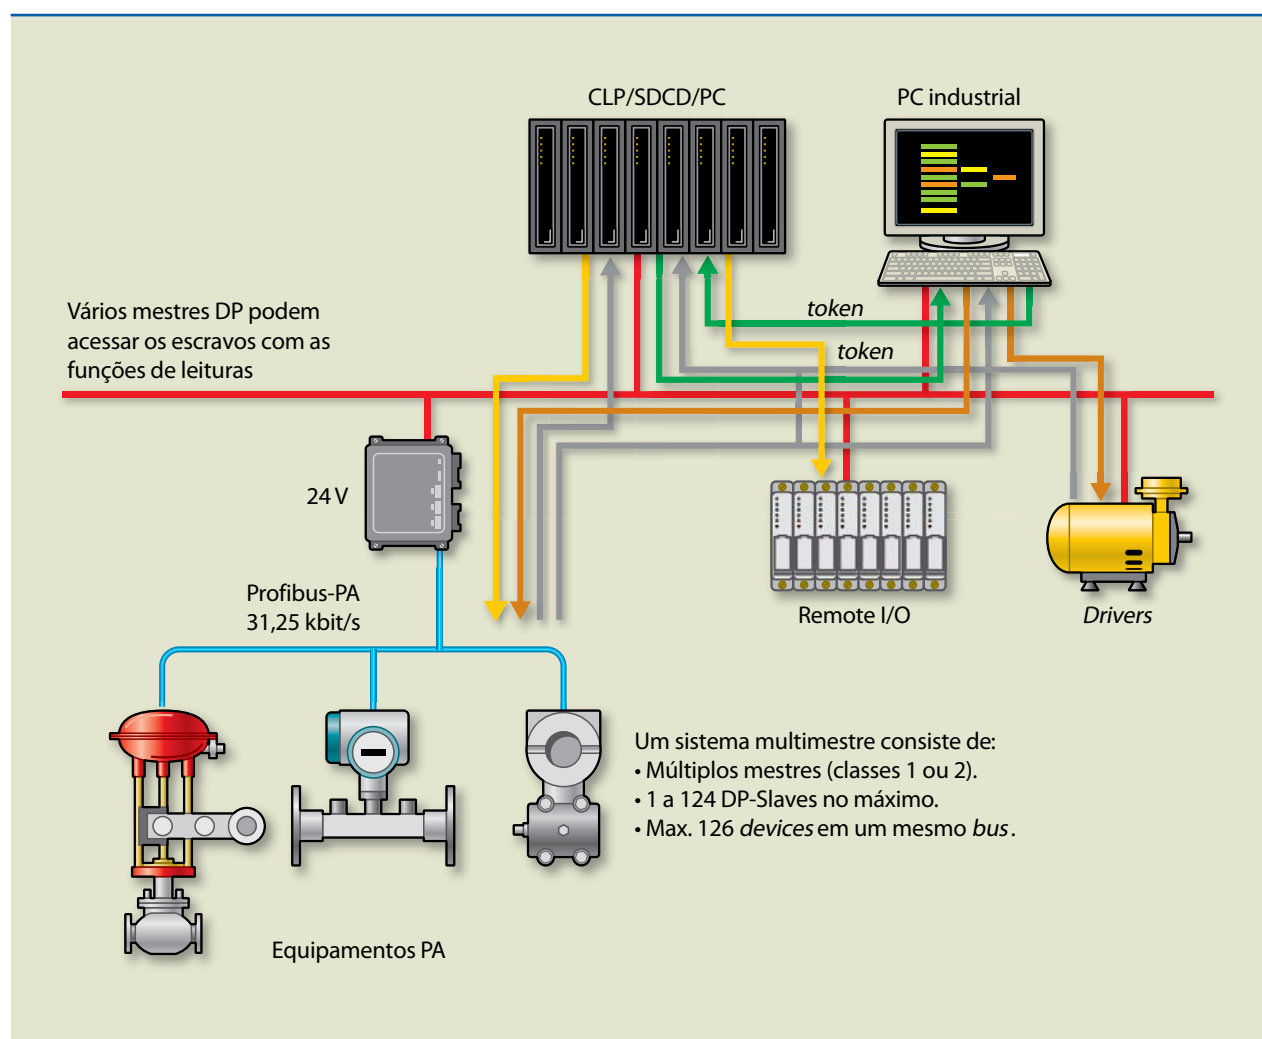 CLP/SDCD/PC
PC industrial
token
token
Vários mestres DP podem
acessar os escravos com as
funções de leituras
24 V
Profibus-PA
31,25 kbit/s
Remote I/O
Drivers
Um sistema multimestre consiste de:
• Múltiplos mestres (classes 1 ou 2).
• 1 a 124 DP-Slaves no máximo.
• Max. 126 devices em um mesmo bus.
Equipamentos PA